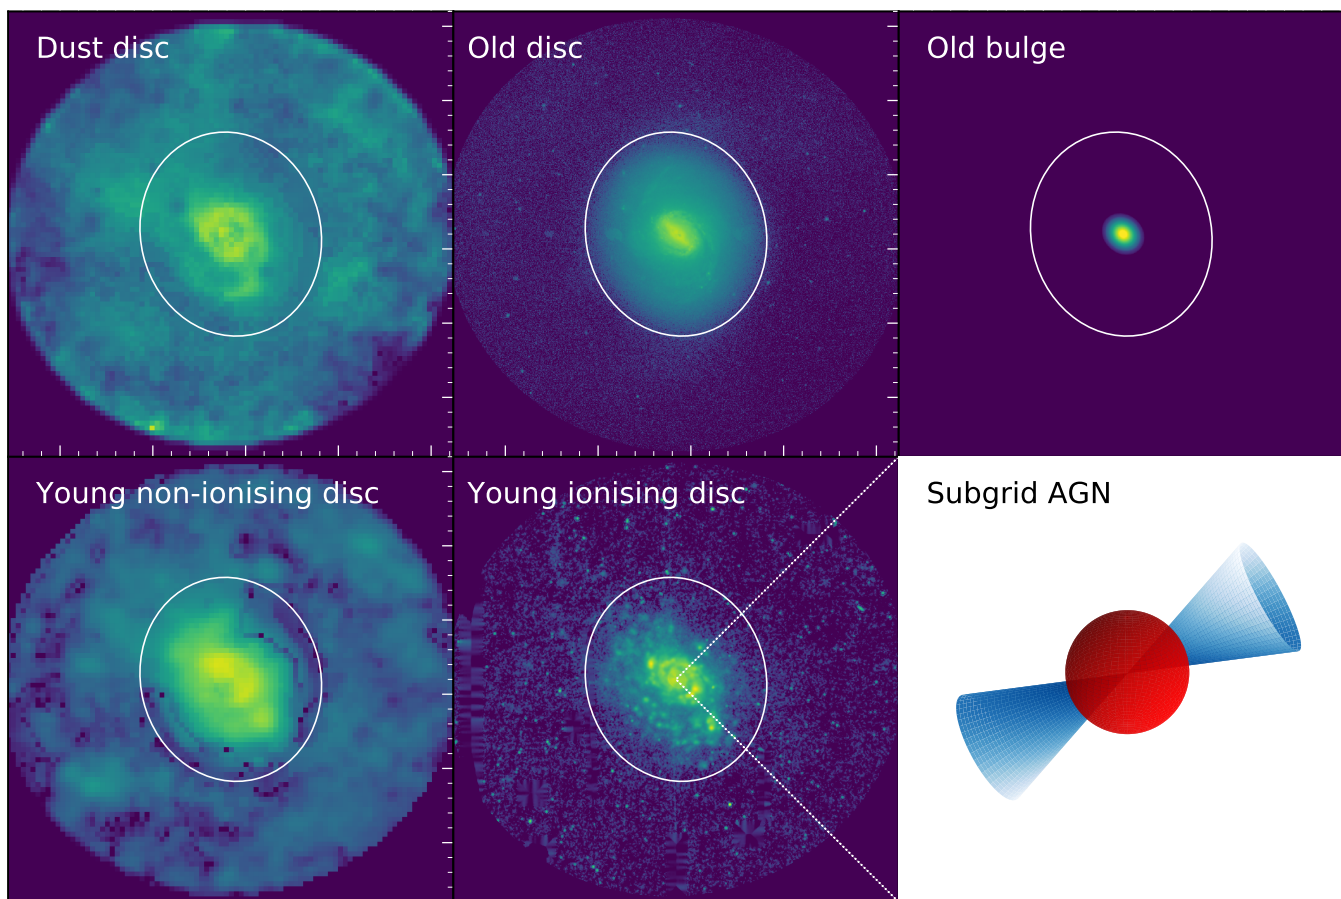 Dust disc
Old disc
Old bulge
Young non-ionising disc
Young ionising disc
Subgrid AGN